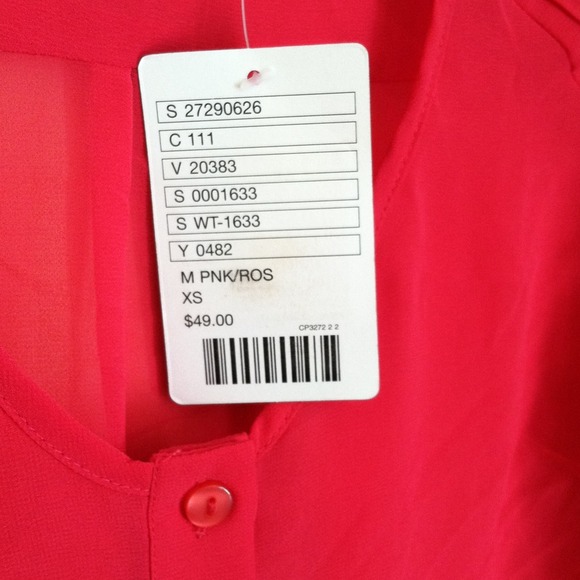 S 27290626
C 111
V 20383
S 0001633
S WT-1633
Y 0482
M PNK/ROS
XS
$49.00
CP3272 2 2